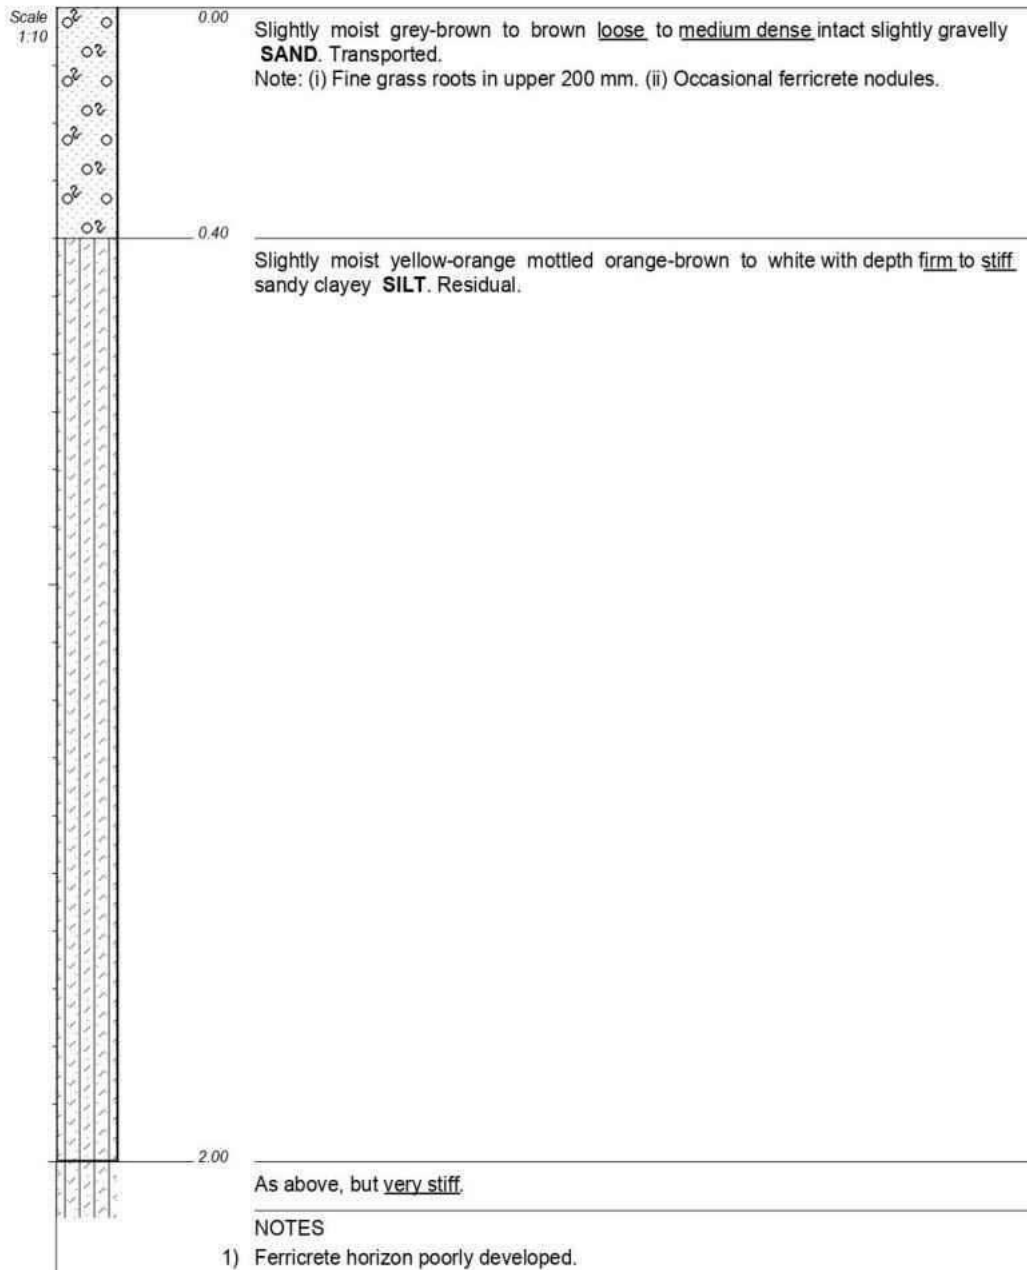 Scale
1:10
0.00
Slightly moist grey-brown to brown loose to medium dense intact slightly gravelly
SAND. Transported.
Note: (i) Fine grass roots in upper 200 mm. (ii) Occasional ferricrete nodules.
0.40
Slightly moist yellow-orange mottled orange-brown to white with depth firm to stiff
sandy clayey SILT. Residual.
2.00
As above, but very stiff.
NOTES
1) Ferricrete horizon poorly developed.